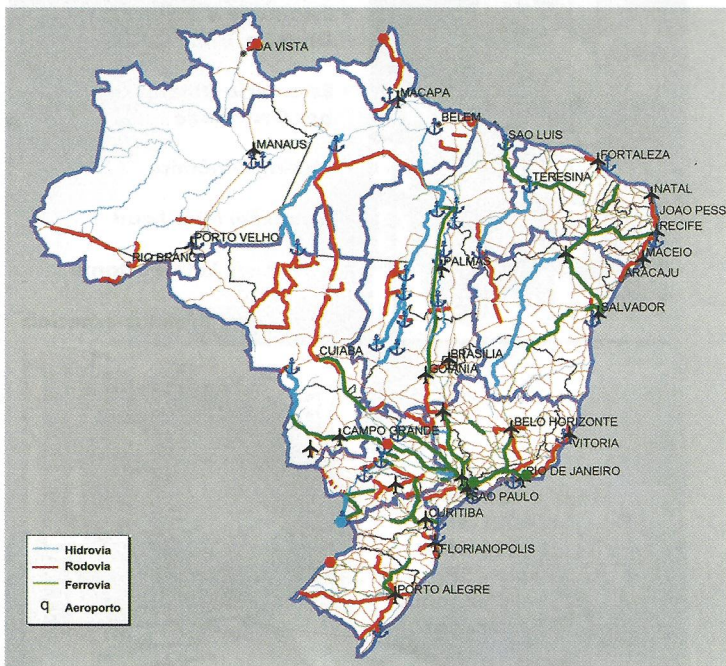 BOA VISTA
MACAPA
BELEM
SAO LUIS
MANAUS
FORTALEZA
TERESINA
NATAL
JOAO PESS
RECIFE
PORTO VELHO
MACEIO
RIO BRANCO
PALMAS
ARACAJU
SALVADOR
CUIABA
BRASILIA
GOIANIA
BELO HORIZONTE
CAMPO GRANDE
VITORIA
RIO DE JANEIRO
SAO PAULO
CURITIBA
FLORIANOPOLIS
PORTO ALEGRE
Hidrovia
Rodovia
Ferrovia
q Aeroporto